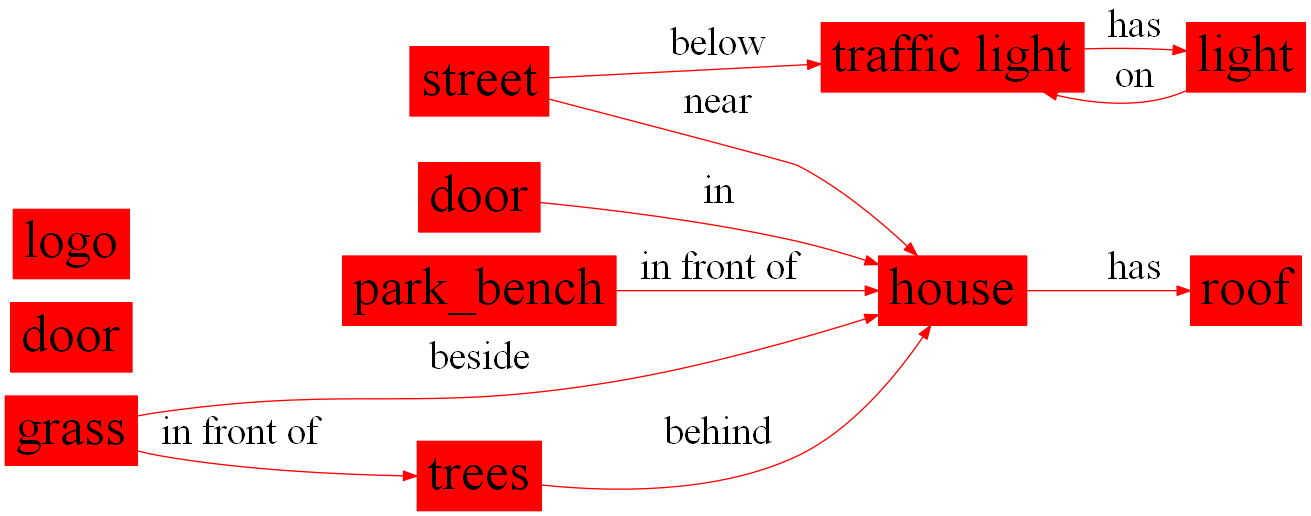 has
below
traffic light
light
street
on
near
door
in
logo
in front of
park_bench
house
has
roof
door
beside
grass
in front of
behind
trees